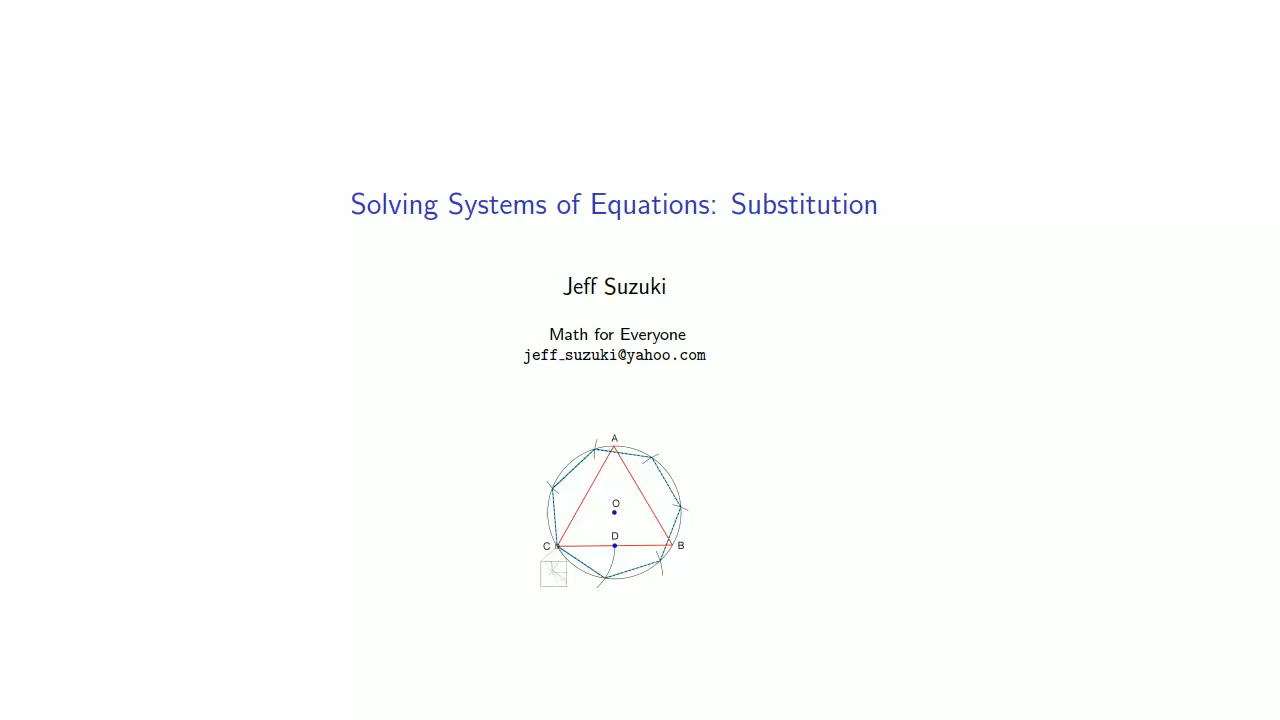 Solving Systems of Equations: Substitution
Jeff Suzuki
Math for Everyone
jeff_suzuki@yahoo.com
A
O
D
C
B